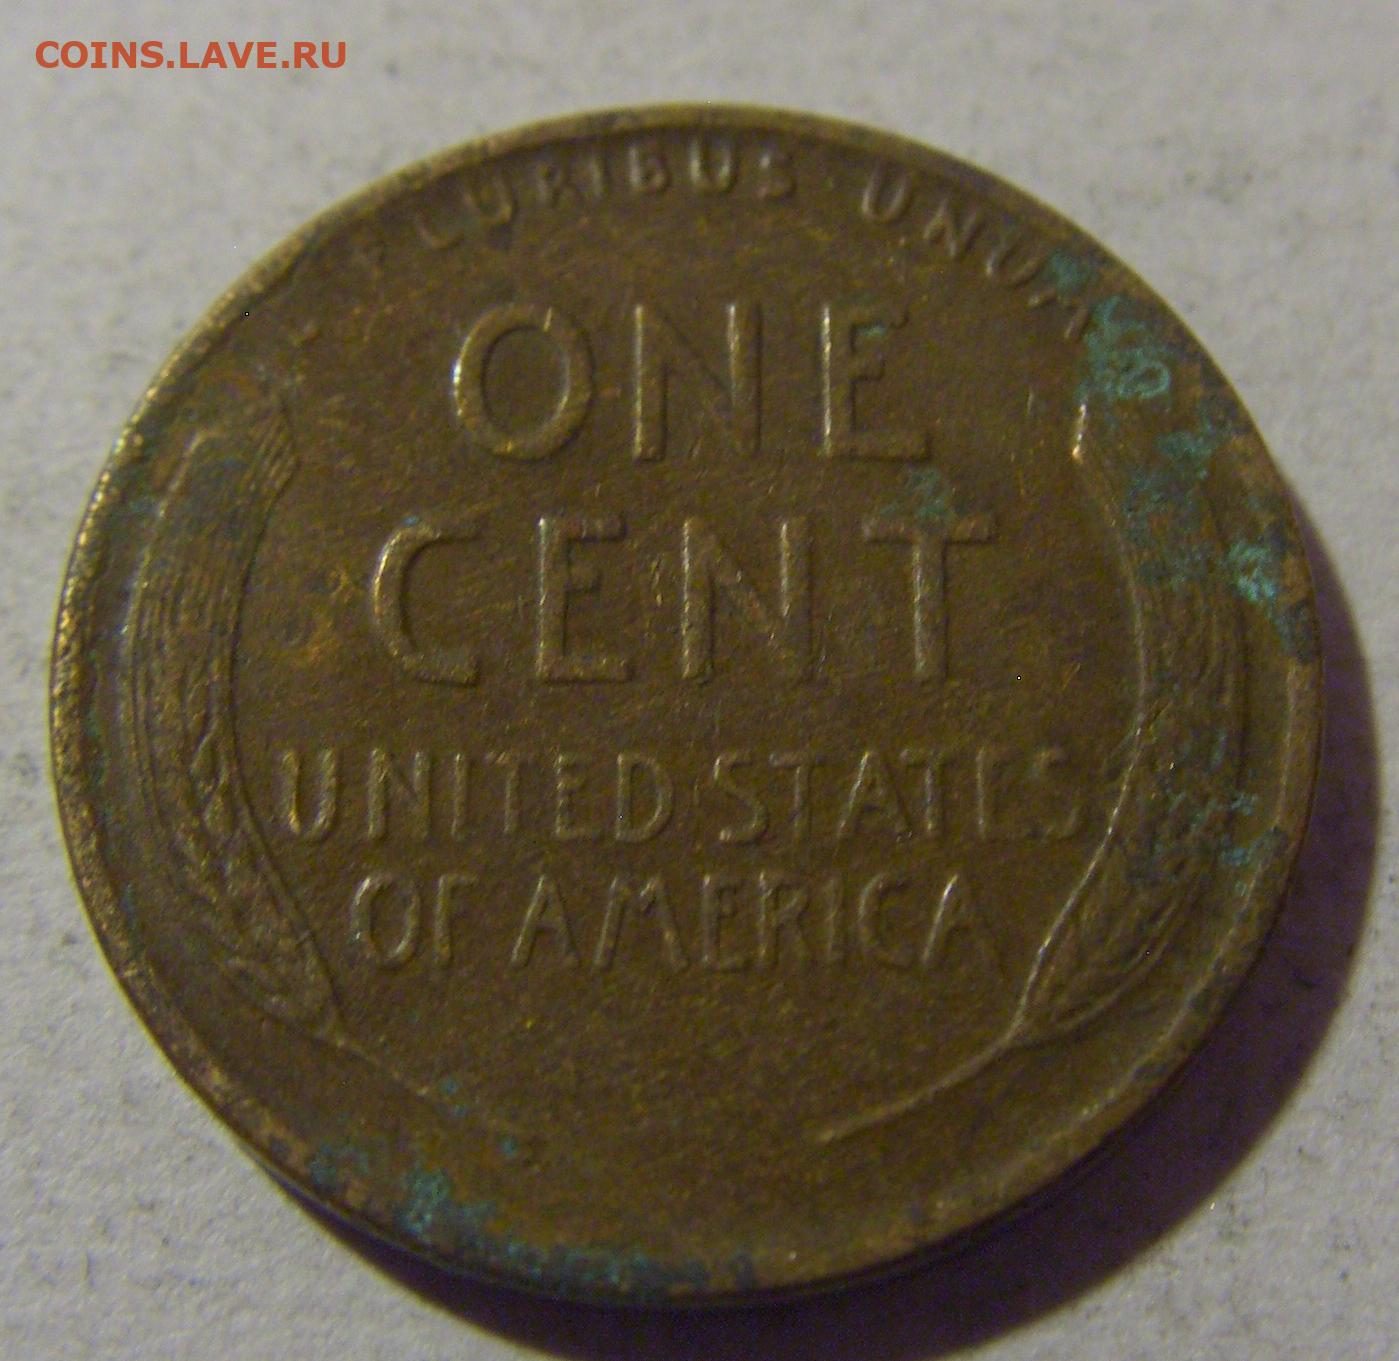 COINS.LAVE.RU
PLURIBUS UNUM
ONE
CENT
UNITED STATES
OF AMERICA